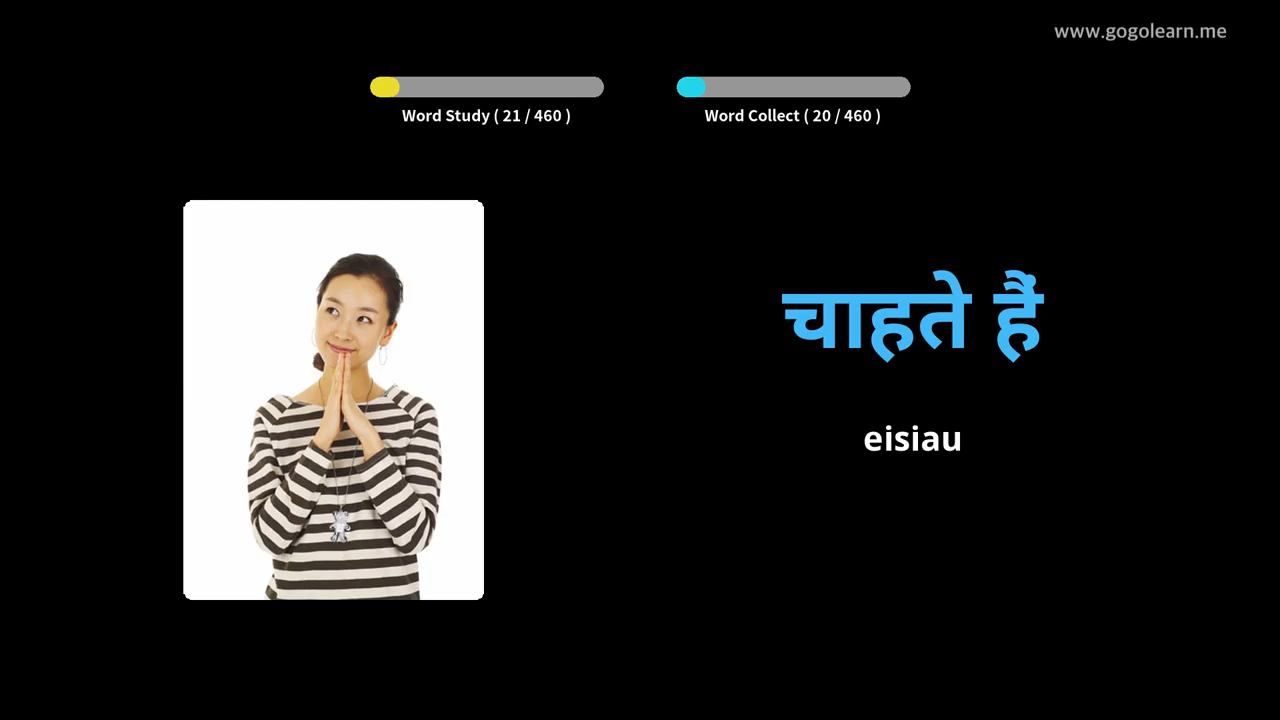 www.gogolearn.me
Word Study ( 21 / 460 )
Word Collect ( 20 / 460 )
चाहते हैं
eisiau